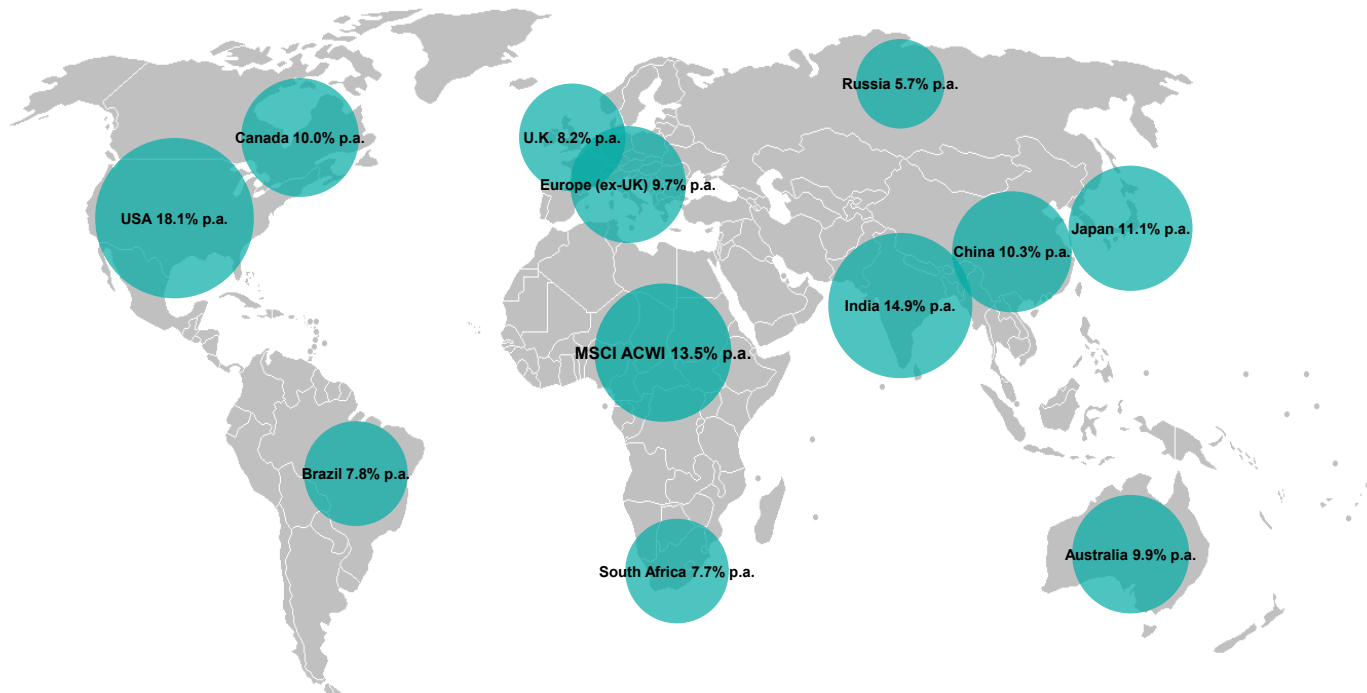 Russia 5.7% p.a.
Canada 10.0% p.a.
U.K. 8.2% p.a.
Europe (ex-UK) 9.7% p.a.
USA 18.1% p.a.
Japan 11.1% p.a.
China 10.3% p.a.
India 14.9% p.a.
MSCI ACWI 13.5% p.a.
Brazil 7.8% p.a.
Australia 9.9% p.a.
South Africa 7.7% p.a.